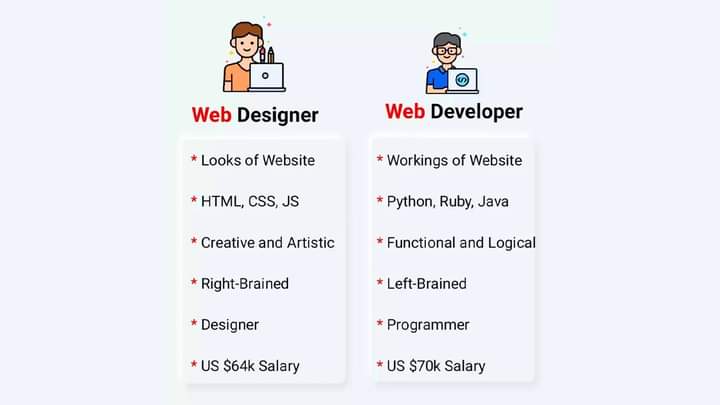 Web Designer
* Looks of Website
* HTML, CSS, JS
* Creative and Artistic
* Right-Brained
* Designer
* US $64k Salary
Web Developer
* Workings of Website
* Python, Ruby, Java
* Functional and Logical
* Left-Brained
* Programmer
* US $70k Salary